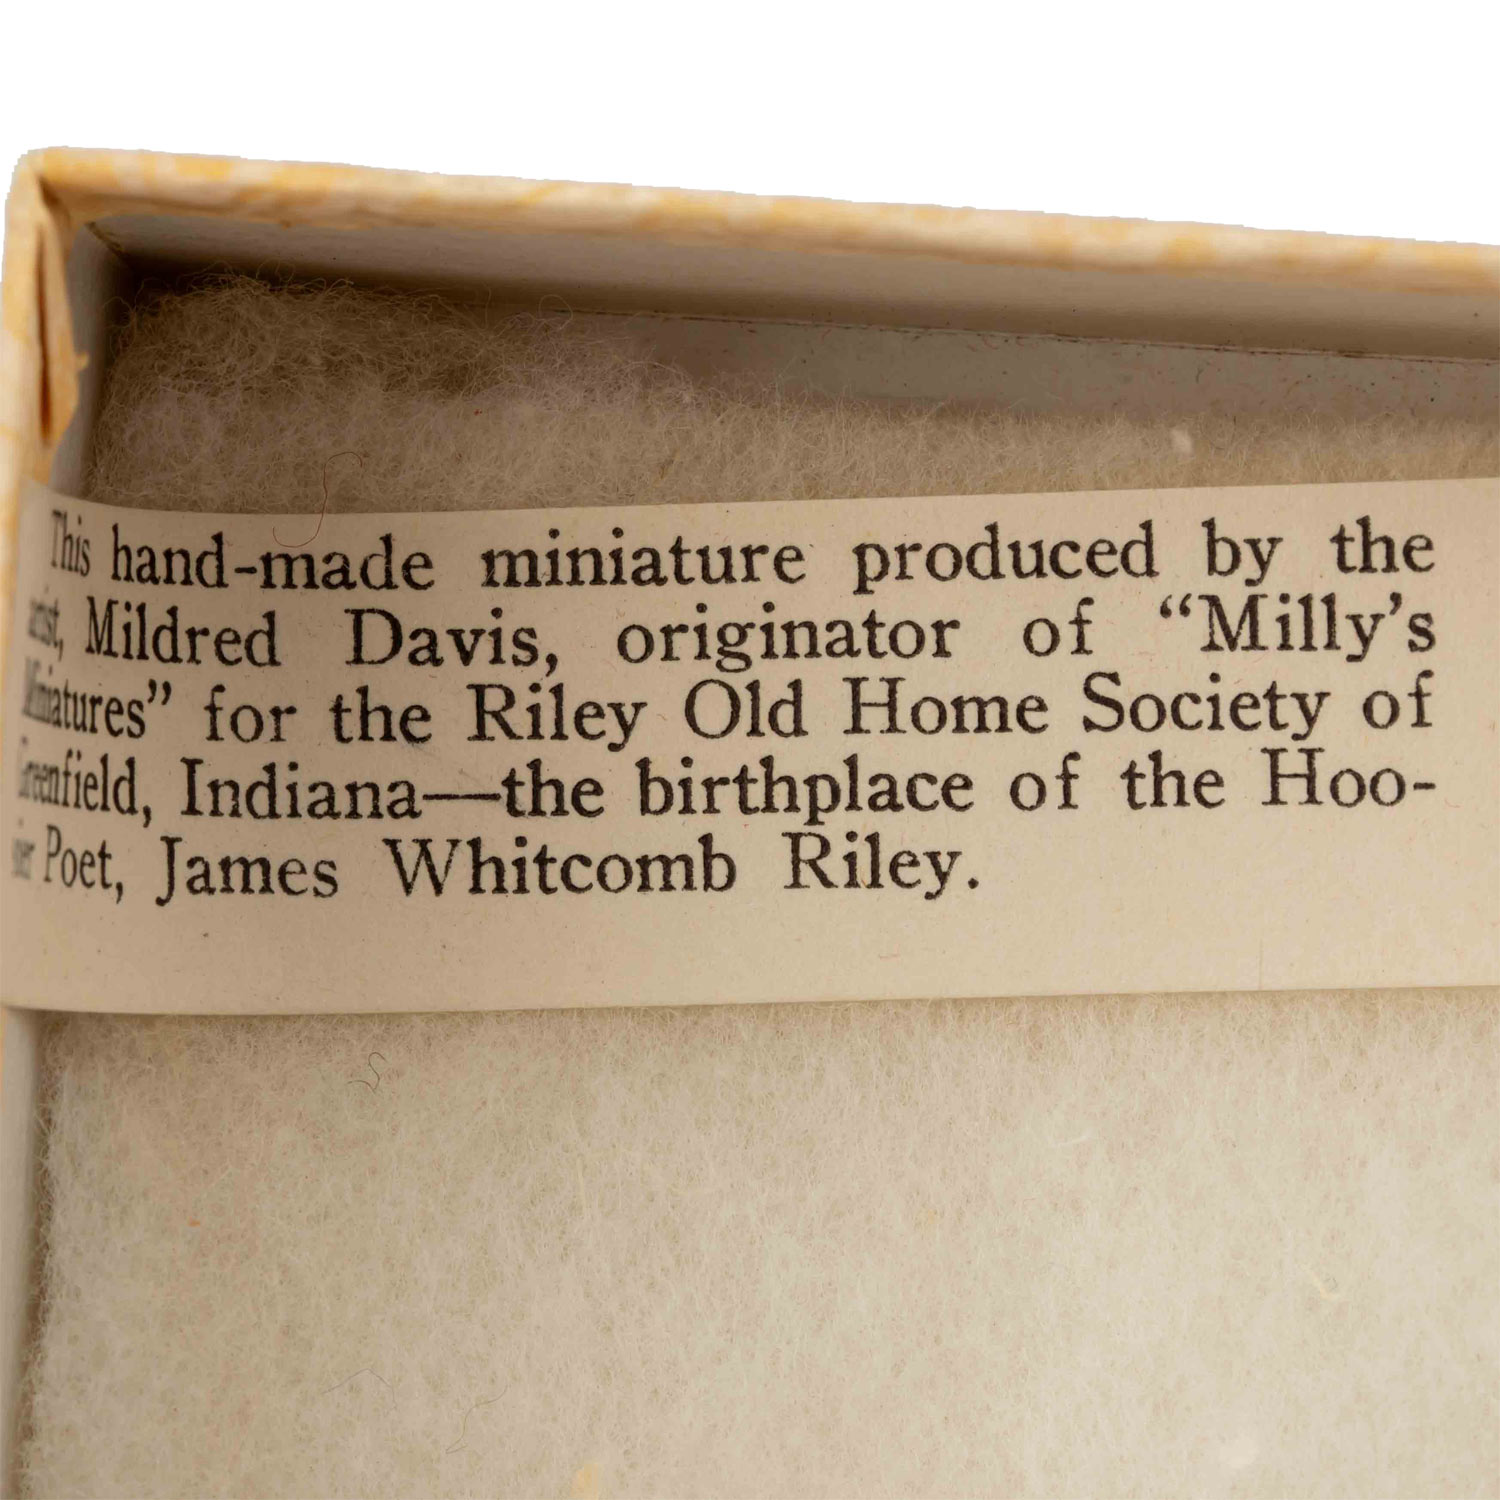 This hand-made miniature produced by the
artist, Mildred Davis, originator of “Milly’s
Miniatures” for the Riley Old Home Society of
Greenfield, Indiana—the birthplace of the Hoo-
sier Poet, James Whitcomb Riley.